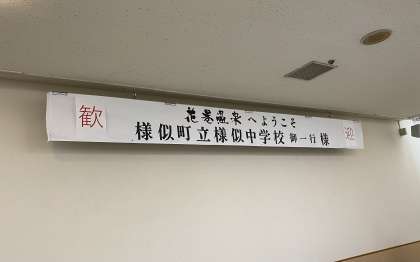 歓
花巻温泉へようこそ
様似町立様似中学校 御一行 様
迎